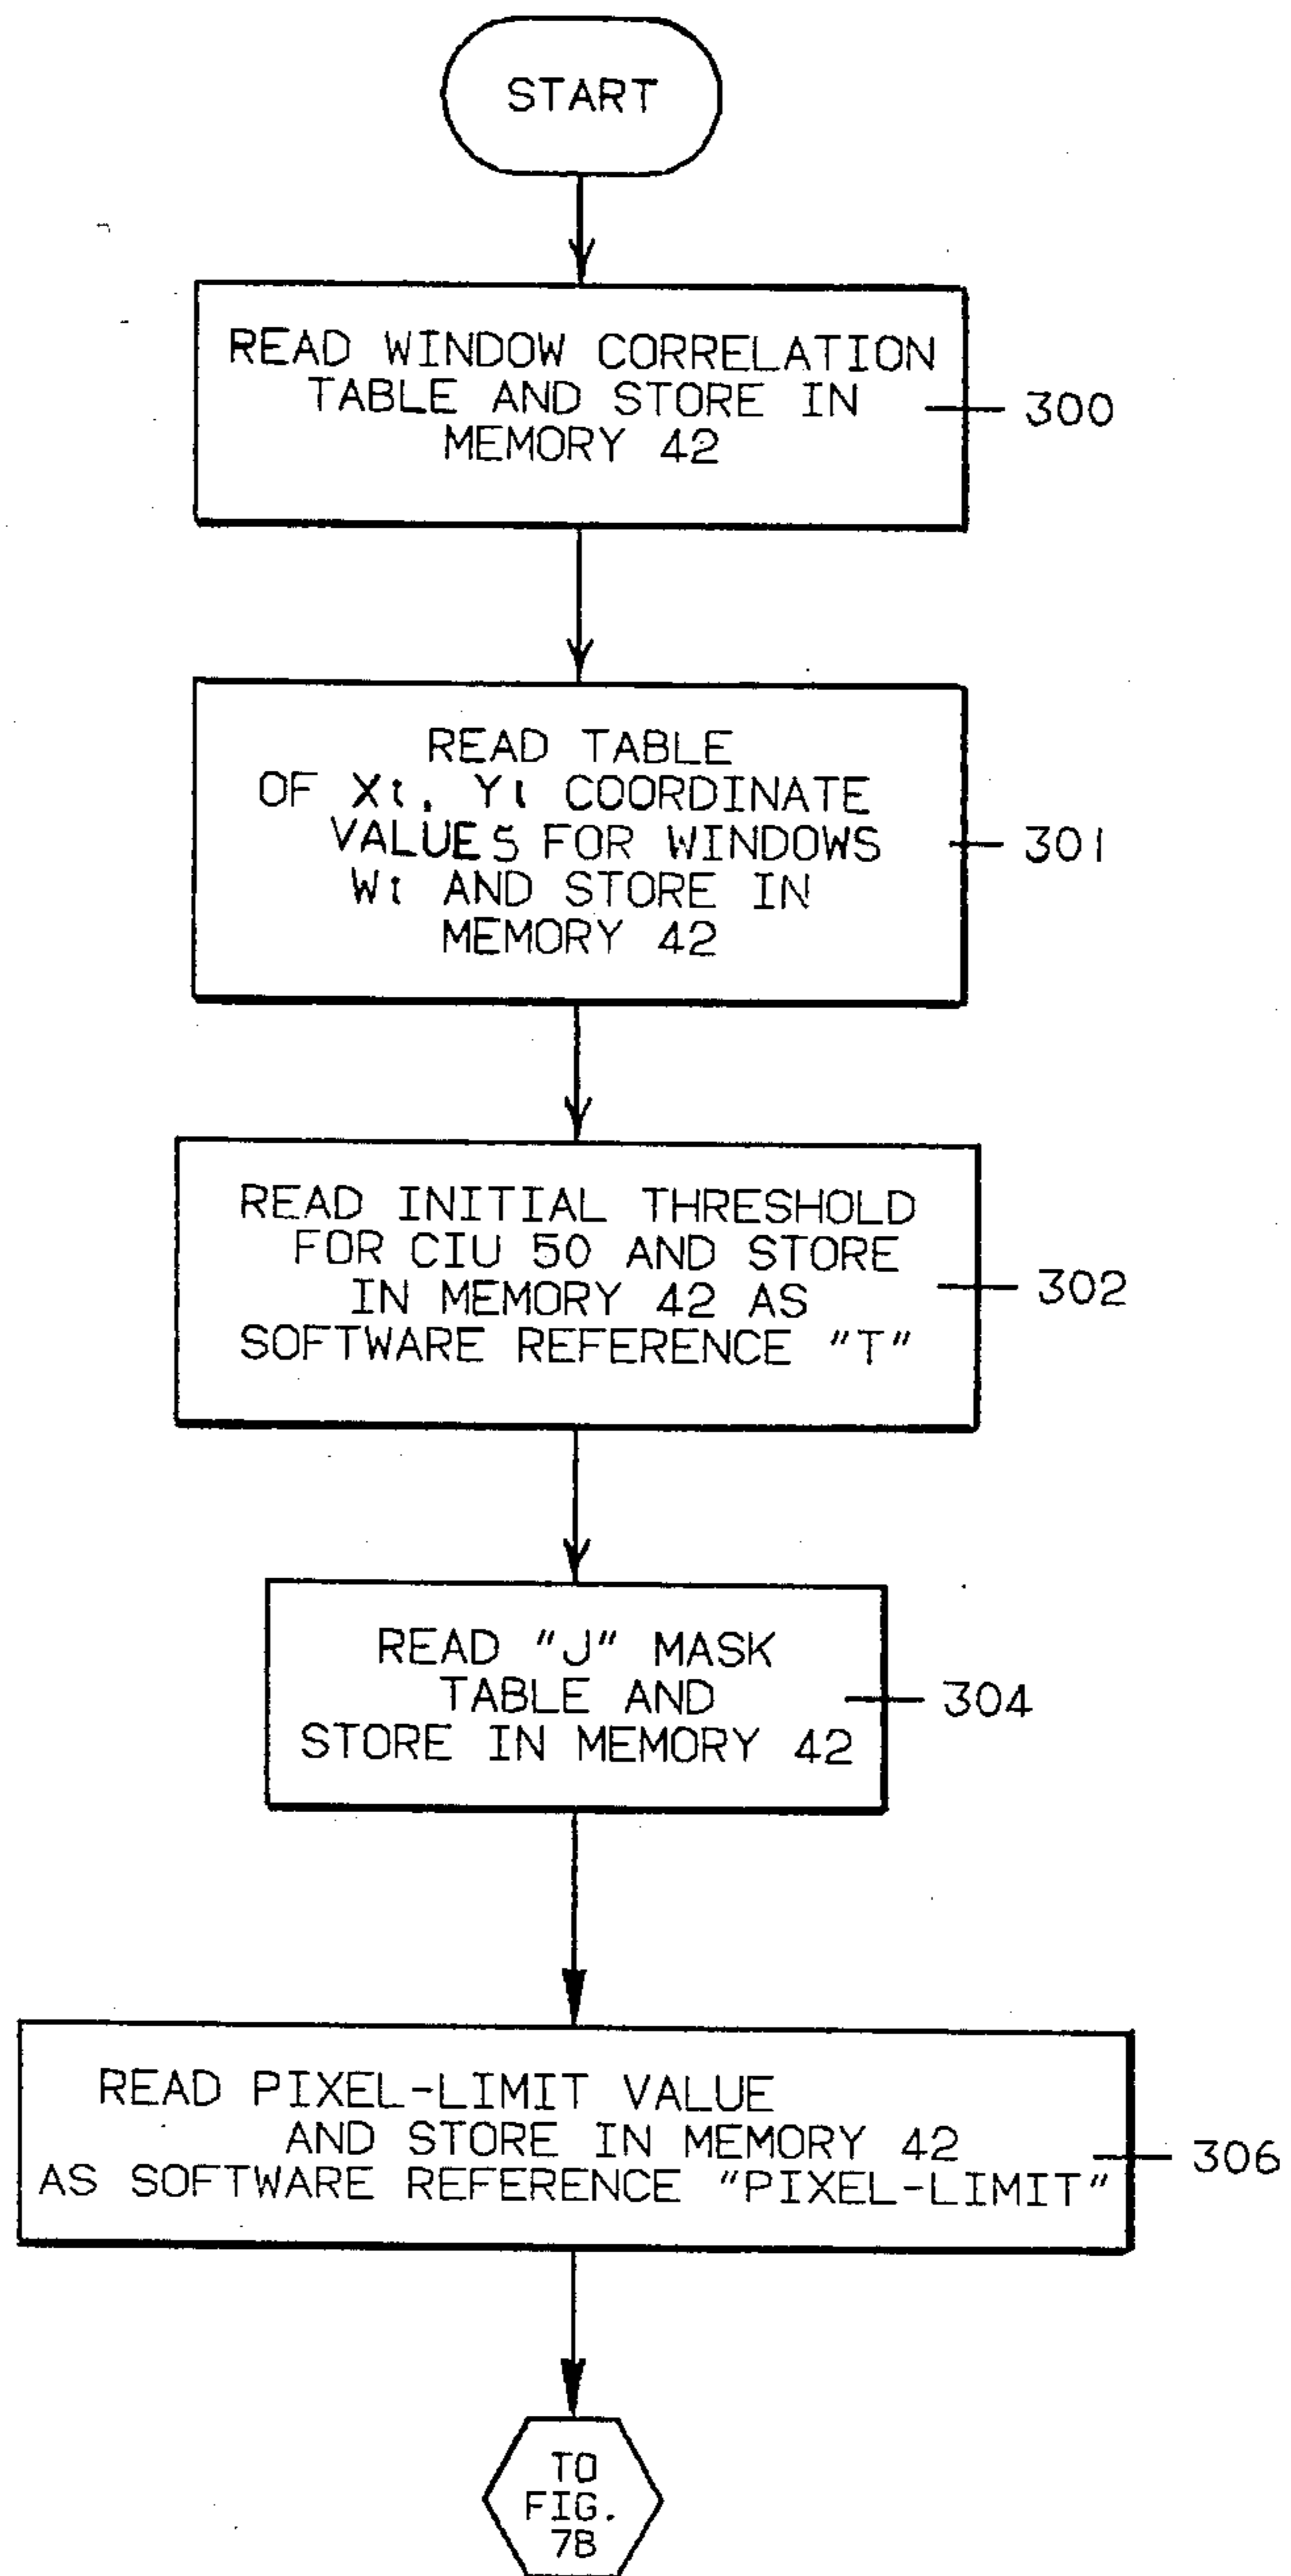 START
READ WINDOW CORRELATION
TABLE AND STORE IN
MEMORY 42
300
READ TABLE
OF Xi, Yi COORDINATE
VALUES FOR WINDOWS
Wi AND STORE IN
MEMORY 42
301
READ INITIAL THRESHOLD
FOR CIU 50 AND STORE
IN MEMORY 42 AS
SOFTWARE REFERENCE "T"
302
READ "J" MASK
TABLE AND
STORE IN MEMORY 42
304
READ PIXEL-LIMIT VALUE
AND STORE IN MEMORY 42
AS SOFTWARE REFERENCE "PIXEL-LIMIT"
306
TO
FIG.
7B